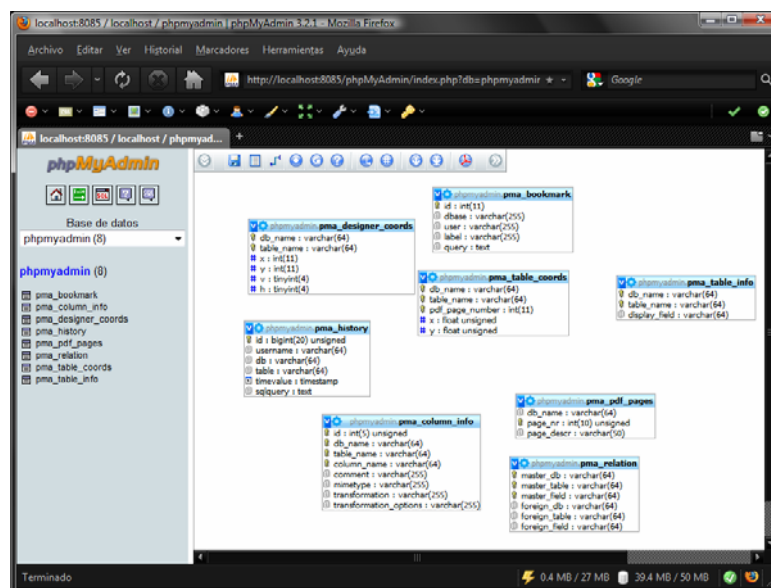 localhost:8085 / localhost / phpmyadmin | phpMyAdmin 3.2.1 - Mozilla Firefox
Archivo Editar Ver Historial Marcadores Herramientas Ayuda
http://localhost:8085/phpMyAdmin/index.php?db=phpmyadmir
Google
localhost:8085 / localhost / phpmyad...
phpMyAdmin
SQL
Base de datos
phpmyadmin (8)
phpmyadmin (8)
pma_bookmark
pma_column_info
pma_designer_coords
pma_history
pma_pdf_pages
pma_relation
pma_table_coords
pma_table_info
phpmyadmin.pma_bookmark
id : int(11)
dbase : varchar(255)
user : varchar(255)
label : varchar(255)
query : text
phpmyadmin.pma_designer_coords
db_name : varchar(64)
table_name : varchar(64)
x : int(11)
y : int(11)
v : tinyint(4)
h : tinyint(4)
phpmyadmin.pma_table_coords
db_name : varchar(64)
table_name : varchar(64)
pdf_page_number : int(11)
x : float unsigned
y : float unsigned
phpmyadmin.pma_table_info
db_name : varchar(64)
table_name : varchar(64)
display_field : varchar(64)
phpmyadmin.pma_history
id : bigint(20) unsigned
username : varchar(64)
db : varchar(64)
table : varchar(64)
timevalue : timestamp
sqlquery : text
phpmyadmin.pma_pdf_pages
db_name : varchar(64)
page_nr : int(10) unsigned
page_descr : varchar(50)
phpmyadmin.pma_column_info
id : int(5) unsigned
db_name : varchar(64)
table_name : varchar(64)
column_name : varchar(64)
comment : varchar(255)
mimetype : varchar(255)
transformation : varchar(255)
transformation_options : varchar(255)
phpmyadmin.pma_relation
master_db : varchar(64)
master_table : varchar(64)
master_field : varchar(64)
foreign_db : varchar(64)
foreign_table : varchar(64)
foreign_field : varchar(64)
Terminado
0.4 MB / 27 MB
39.4 MB / 50 MB